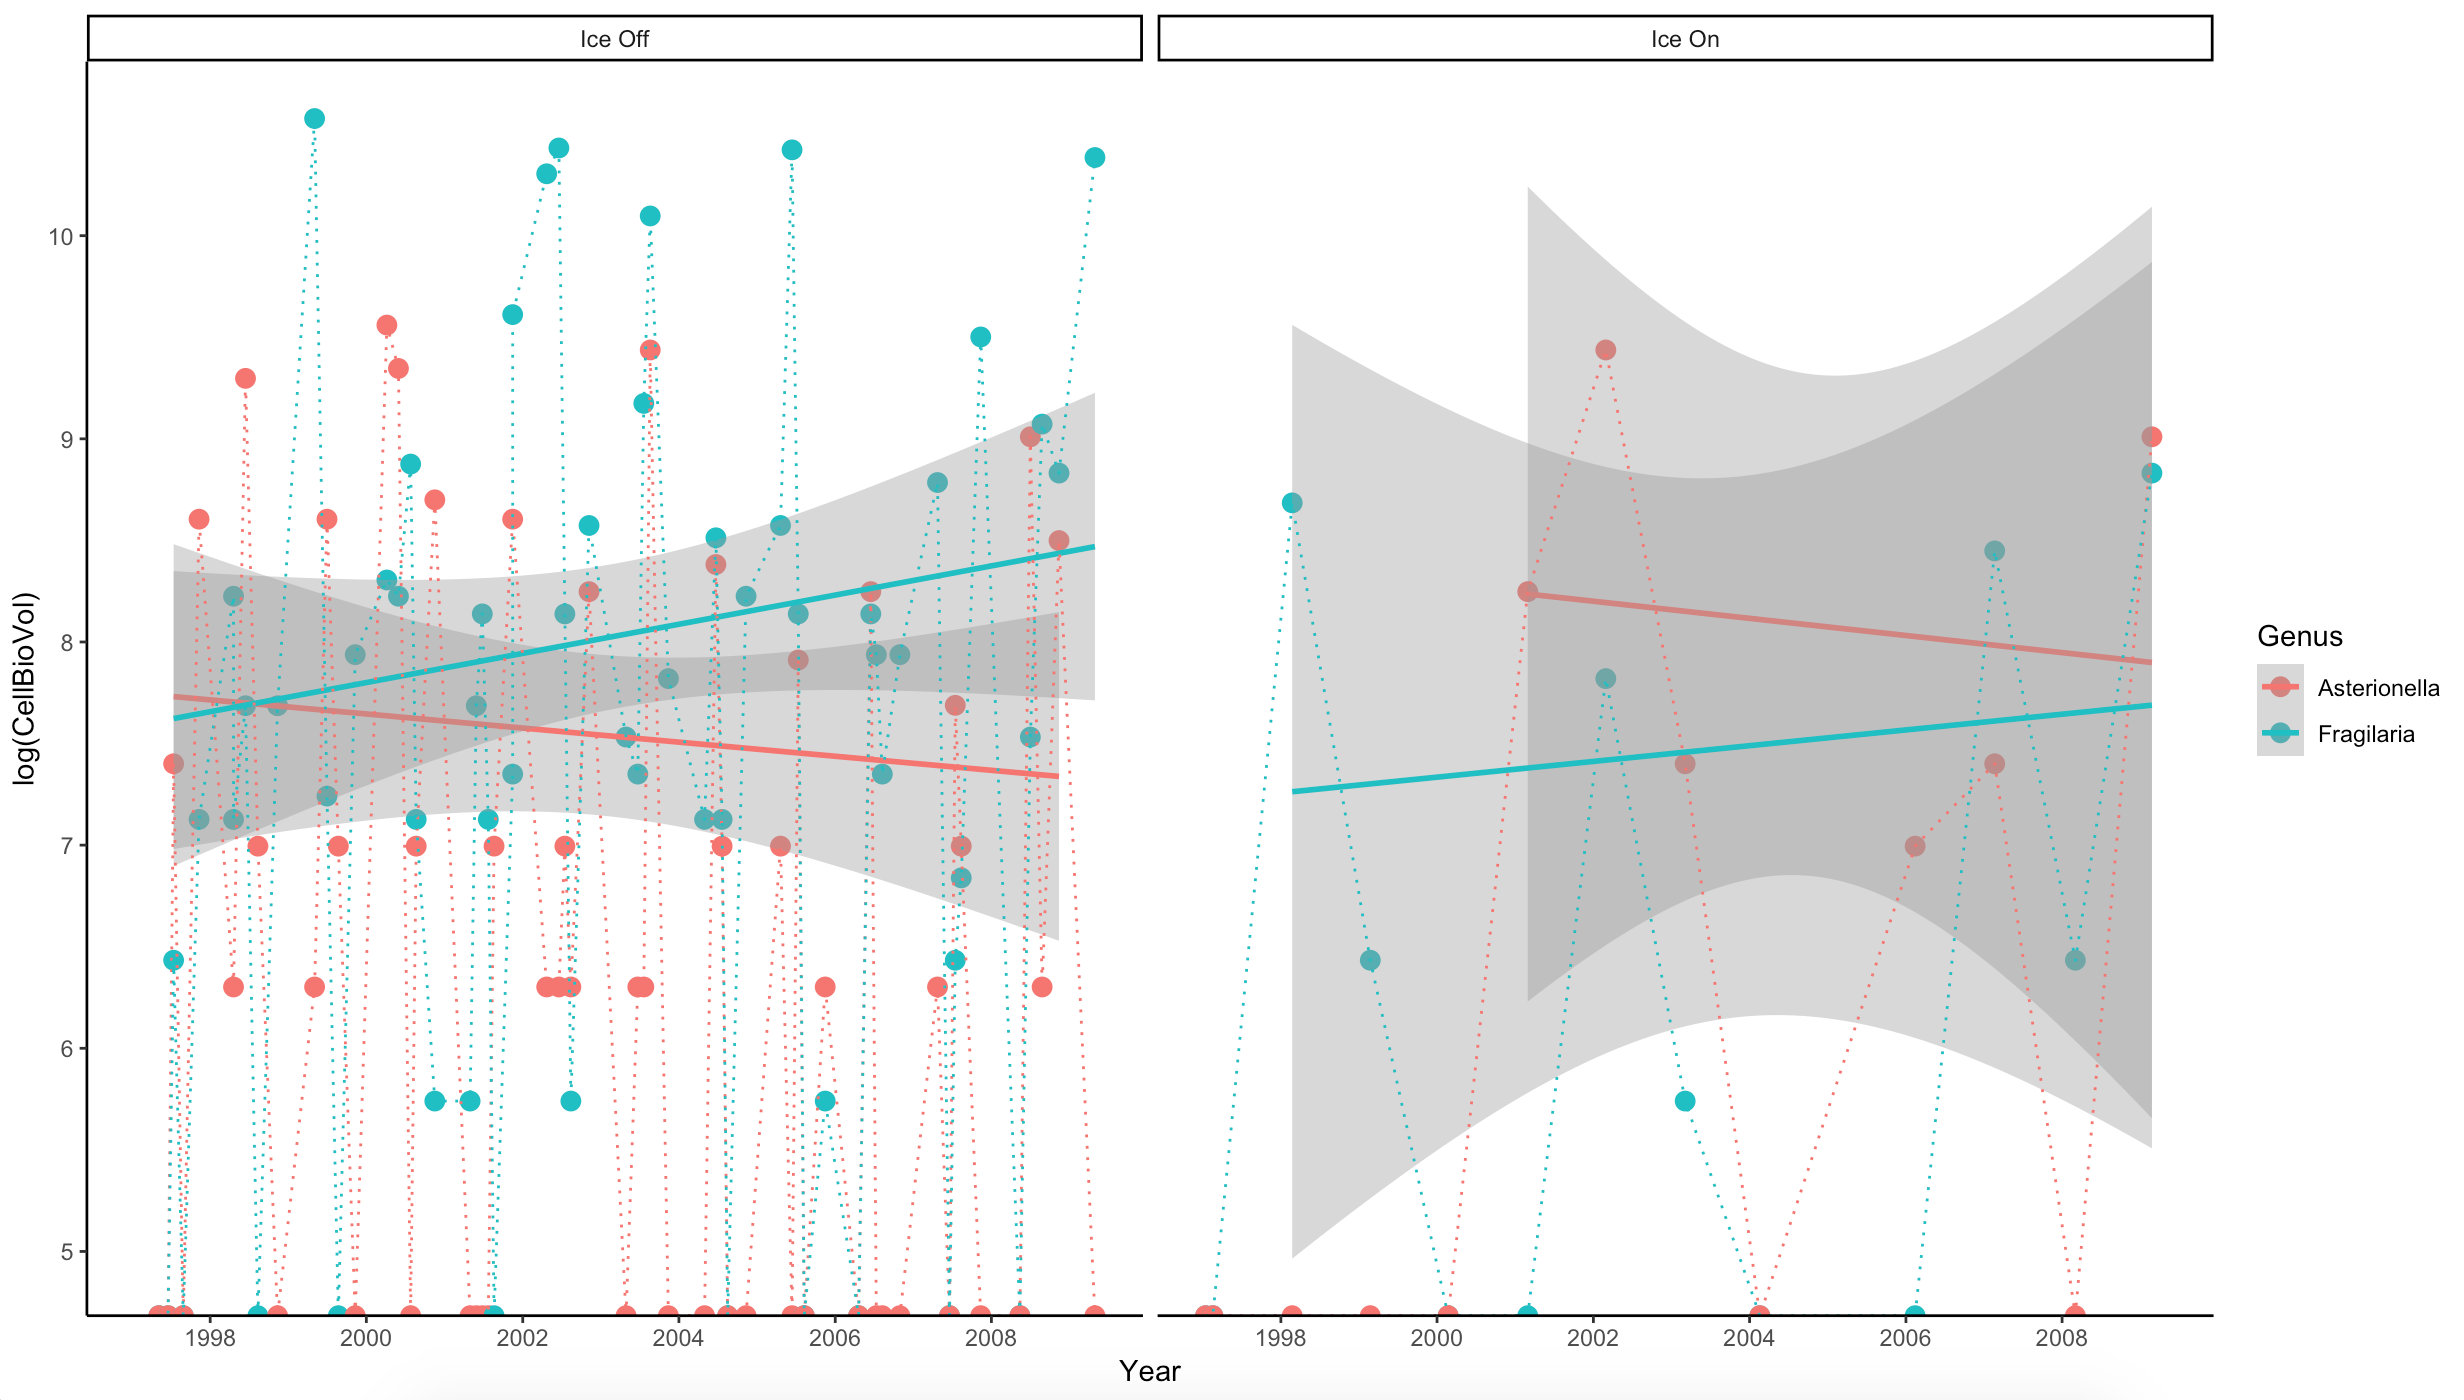 Ice Off
Ice On
log(CellBioVol)
10
9
8
7
6
5
1998 2000 2002 2004 2006 2008
1998 2000 2002 2004 2006 2008
Year
Genus
Asterionella
Fragilaria